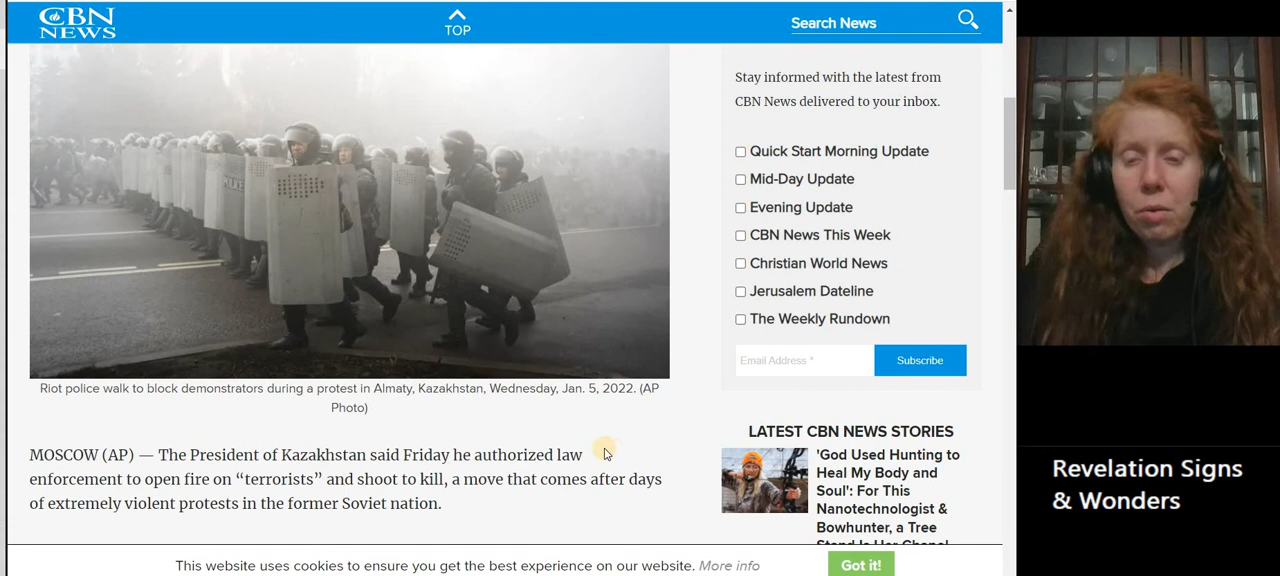 CBN
NEWS
TOP
Search News
Stay informed with the latest from
CBN News delivered to your inbox.
Quick Start Morning Update
Mid-Day Update
Evening Update
CBN News This Week
Christian World News
Jerusalem Dateline
The Weekly Rundown
Email Address *
Subscribe
POLICE
Riot police walk to block demonstrators during a protest in Almaty, Kazakhstan, Wednesday, Jan. 5, 2022. (AP
Photo)
MOSCOW (AP) — The President of Kazakhstan said Friday he authorized law
enforcement to open fire on “terrorists” and shoot to kill, a move that comes after days
of extremely violent protests in the former Soviet nation.
LATEST CBN NEWS STORIES
'God Used Hunting to
Heal My Body and
Soul': For This
Nanotechnologist &
Bowhunter, a Tree
This website uses cookies to ensure you get the best experience on our website. More info
Got it!
Revelation Signs
& Wonders